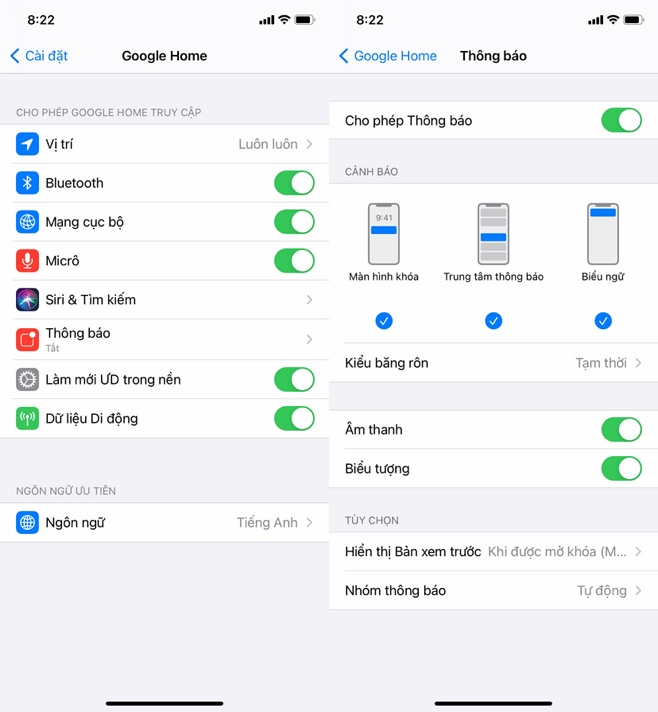 8:22
Cài đặt
Google Home
CHO PHÉP GOOGLE HOME TRUY CẬP
Vị trí
Luôn luôn
Bluetooth
Mạng cục bộ
Micrô
Siri & Tìm kiếm
Thông báo
Tắt
Làm mới ƯD trong nền
Dữ liệu Di động
NGÔN NGỮ ƯU TIÊN
Ngôn ngữ
Tiếng Anh
8:22
Google Home
Thông báo
Cho phép Thông báo
CẢNH BÁO
9:41
Màn hình khóa
Trung tâm thông báo
Biểu ngữ
Kiểu băng rôn
Tạm thời
Âm thanh
Biểu tượng
TÙY CHỌN
Hiển thị Bản xem trước
Khi được mở khóa (M...
Nhóm thông báo
Tự động